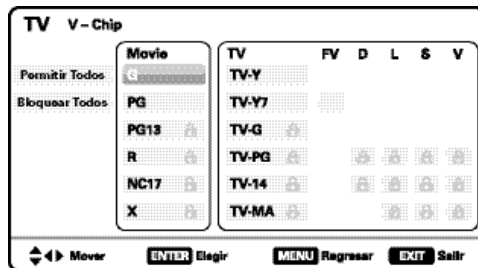 TV V - Chip
Movie TV FV D L S V
Permitir Todos G TV-Y
Bloquear Todos PG TV-Y7
PG13 TV-G
R TV-PG
NC17 TV-14
X TV-MA
Mover ENTER Elegir MENU Regresar EXIT Salir